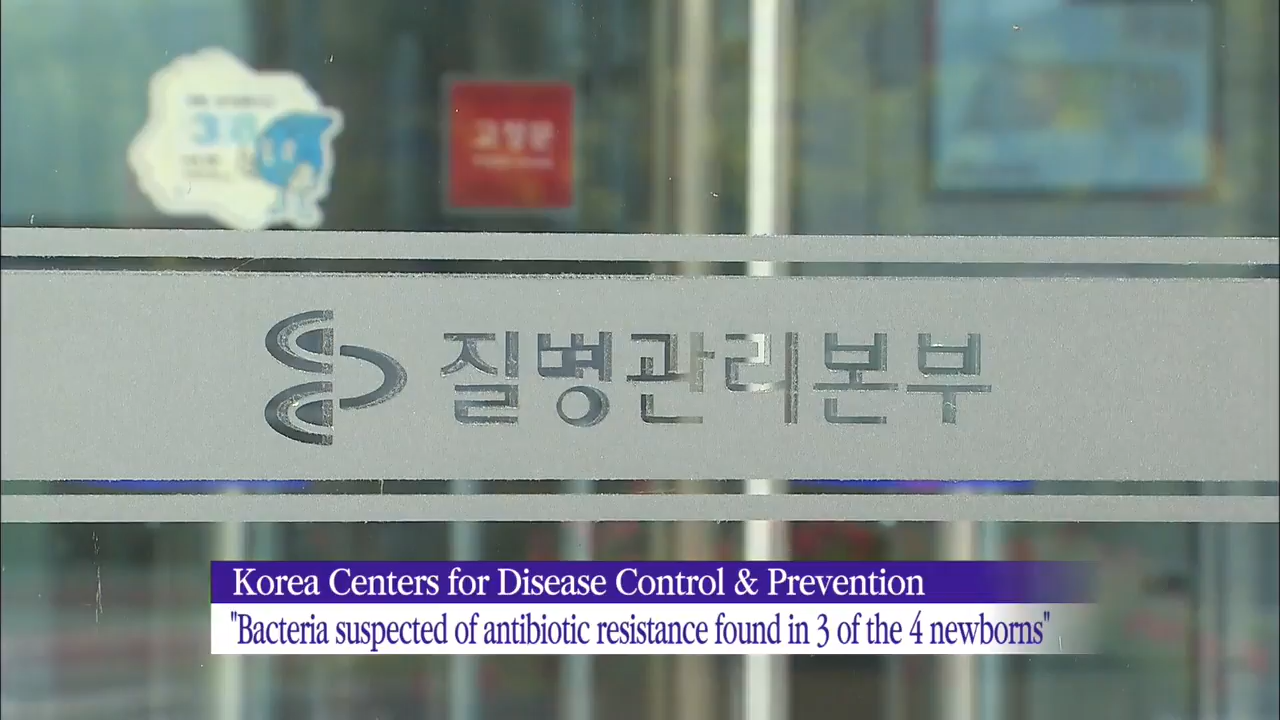 질병관리본부
Korea Centers for Disease Control & Prevention
"Bacteria suspected of antibiotic resistance found in 3 of the 4 newborns"